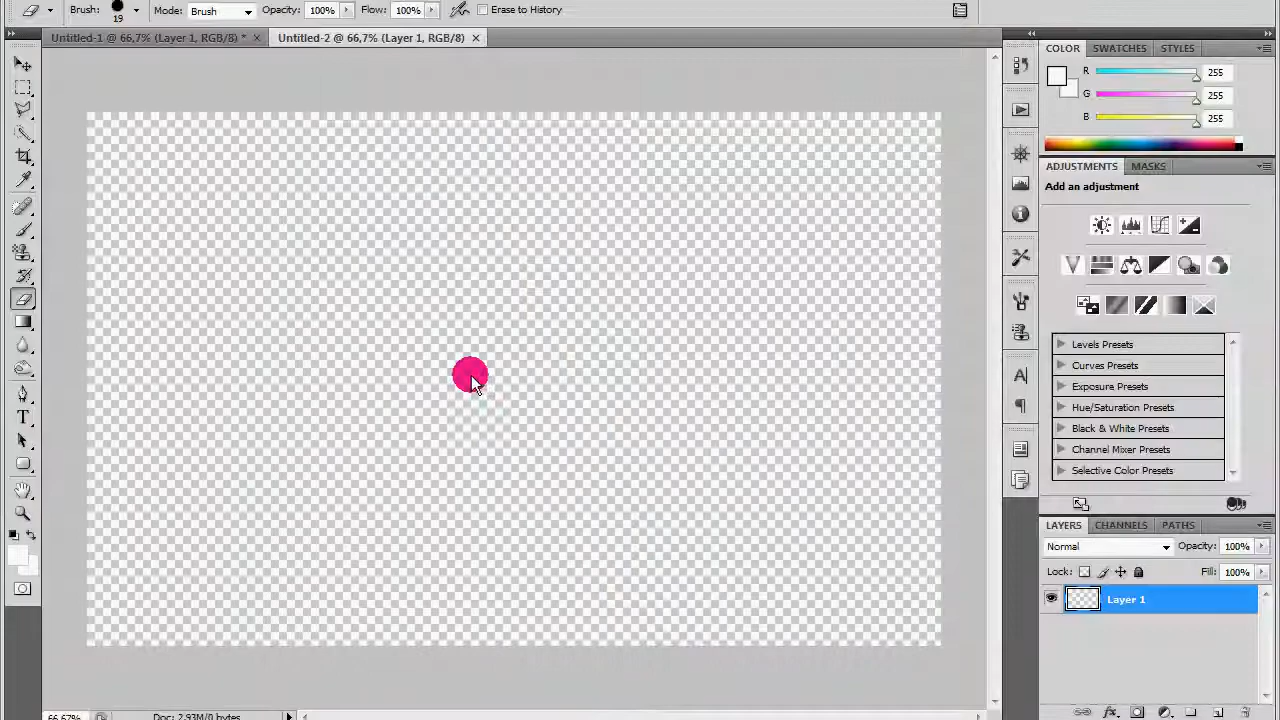 Brush: 19 Mode: Brush Opacity: 100% Flow: 100% Erase to History
Untitled-1 @ 66,7% (Layer 1, RGB/8) * Untitled-2 @ 66,7% (Layer 1, RGB/8)
COLOR SWATCHES STYLES
R 255
G 255
B 255
ADJUSTMENTS MASKS
Add an adjustment
Levels Presets
Curves Presets
Exposure Presets
Hue/Saturation Presets
Black & White Presets
Channel Mixer Presets
Selective Color Presets
LAYERS CHANNELS PATHS
Normal Opacity: 100%
Lock: Fill: 100%
Layer 1
66,67% Doc: 2,93M/0 bytes